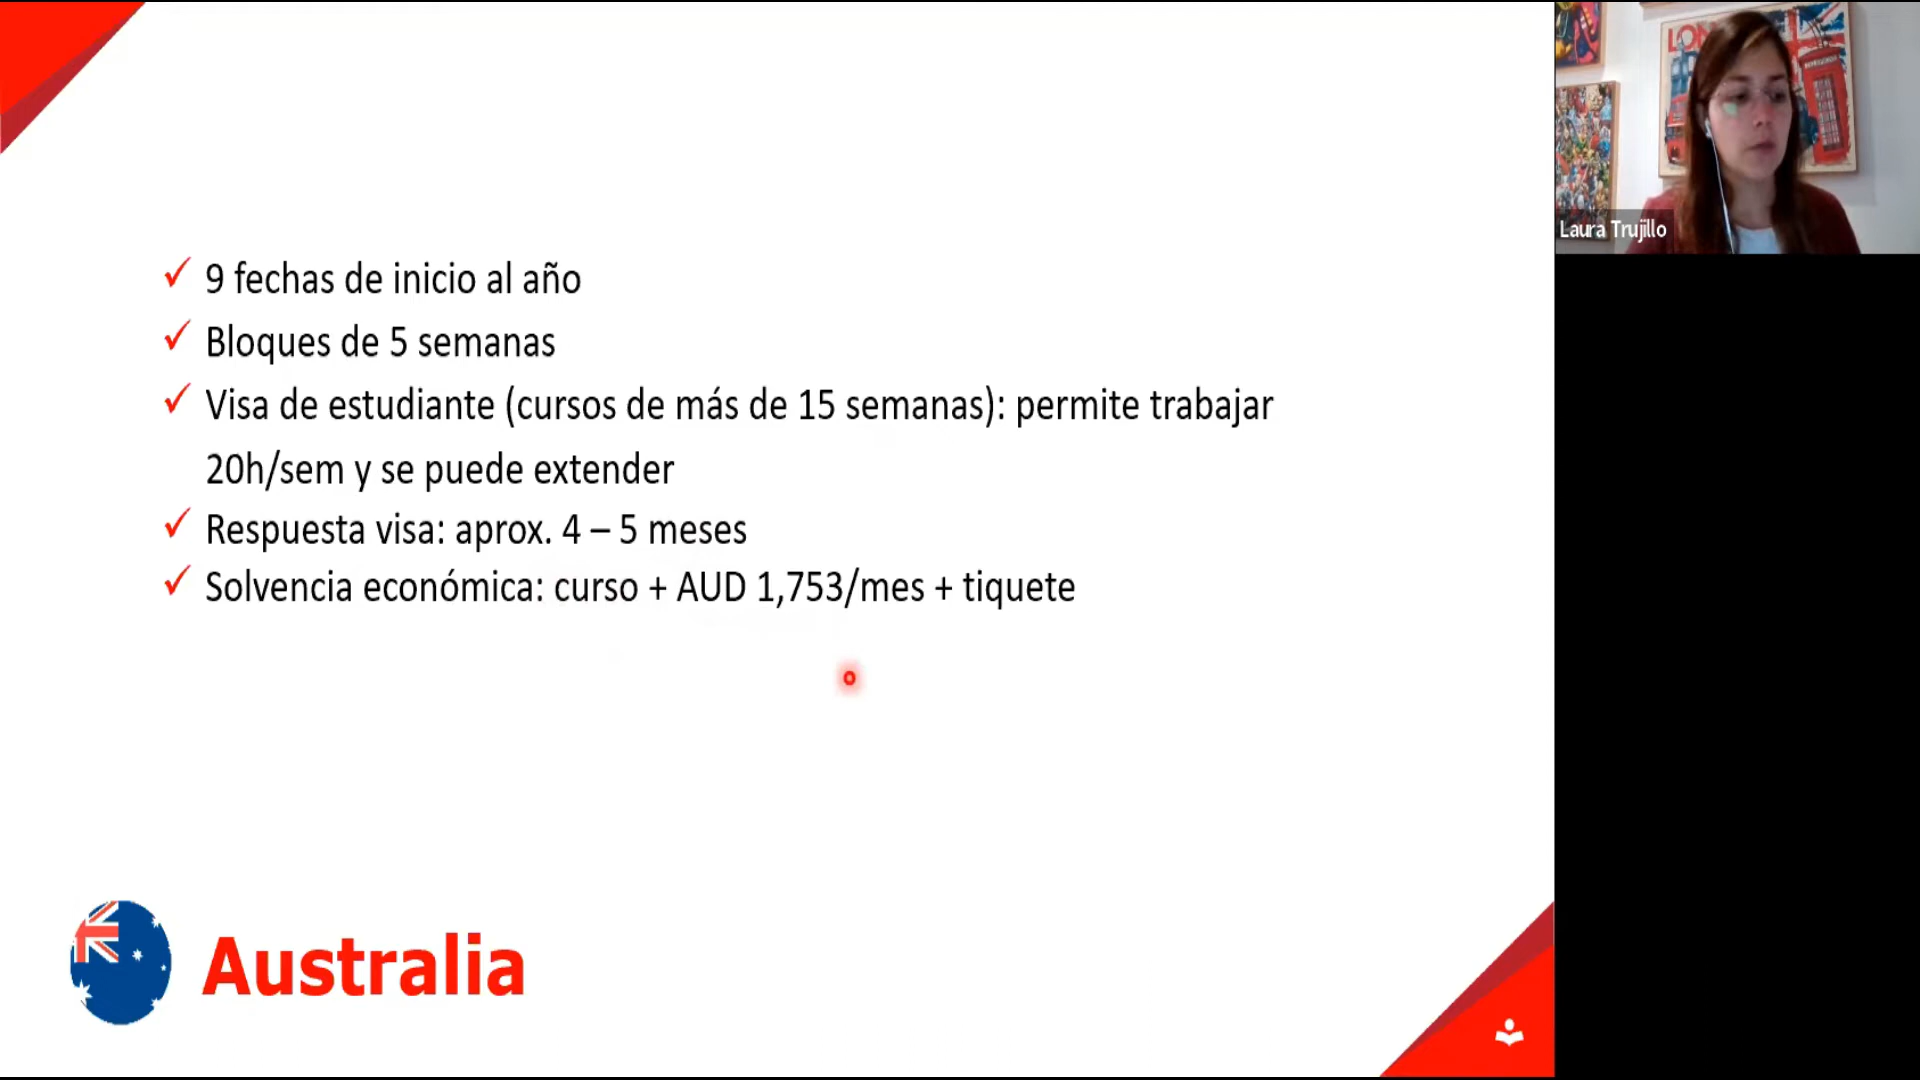 9 fechas de inicio al año
Bloques de 5 semanas
Visa de estudiante (cursos de más de 15 semanas): permite trabajar
20h/sem y se puede extender
Respuesta visa: aprox. 4 – 5 meses
Solvencia económica: curso + AUD 1,753/mes + tiquete
Australia
LON
Laura Trujillo